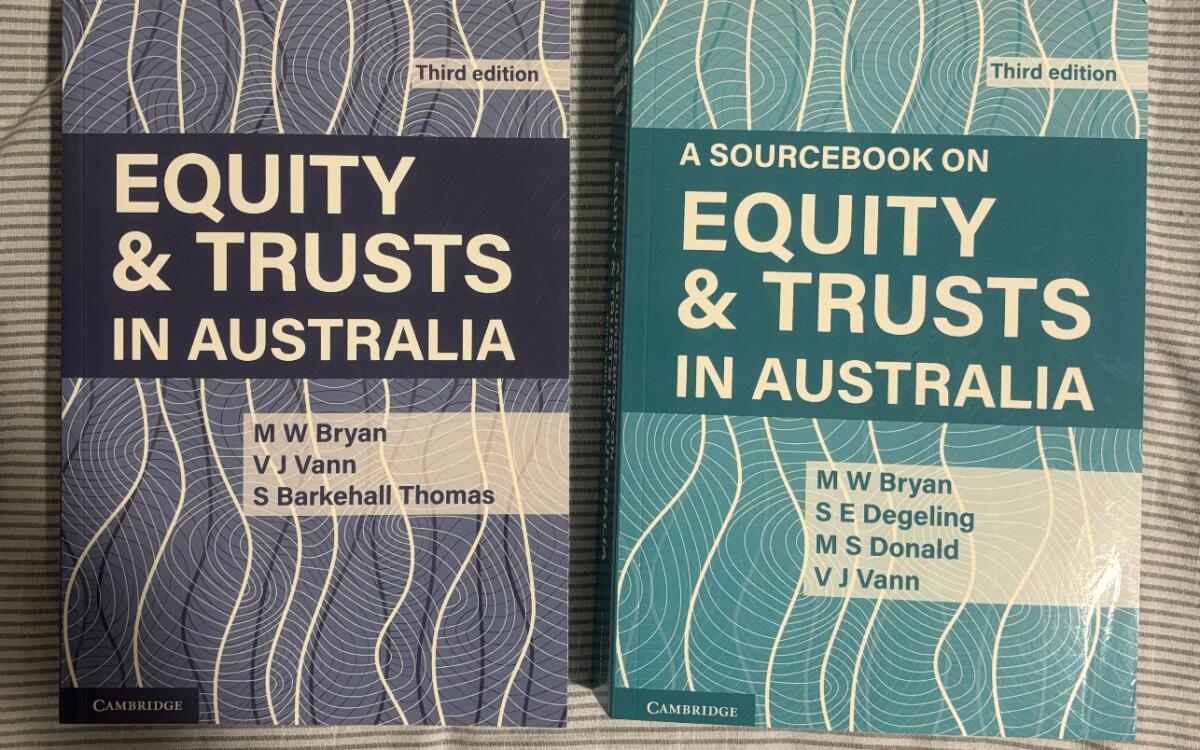 Third edition
EQUITY
& TRUSTS
IN AUSTRALIA
M W Bryan
V J Vann
S Barkehall Thomas
CAMBRIDGE
Third edition
A SOURCEBOOK ON
EQUITY
& TRUSTS
IN AUSTRALIA
M W Bryan
S E Degeling
M S Donald
V J Vann
CAMBRIDGE